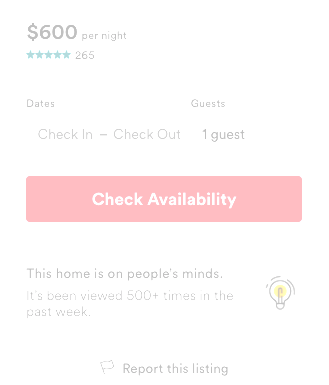 $600 per night
265
Dates Guests
Check In – Check Out 1 guest
Check Availability
This home is on people's minds.
It's been viewed 500+ times in the
past week.
Report this listing